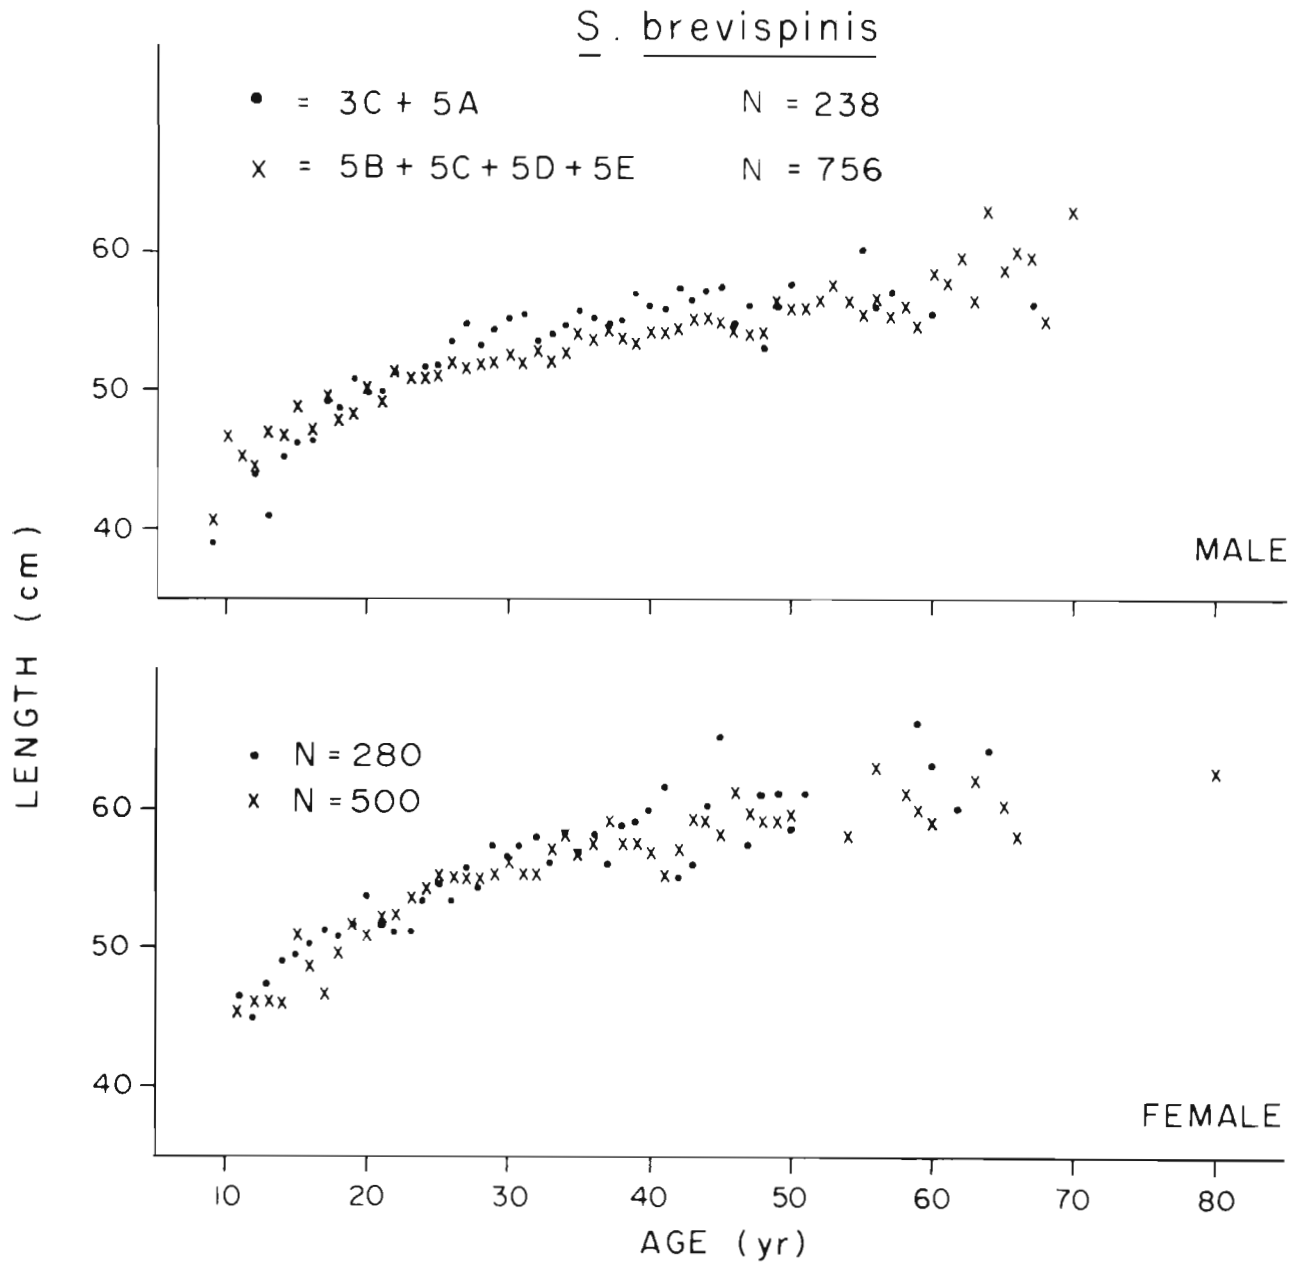 S. brevispinis
• = 3C + 5A N = 238
x = 5B + 5C + 5D + 5E N = 756
60
50
40
MALE
LENGTH (cm)
• N = 280
x N = 500
60
50
40
FEMALE
10 20 30 40 50 60 70 80
AGE (yr)